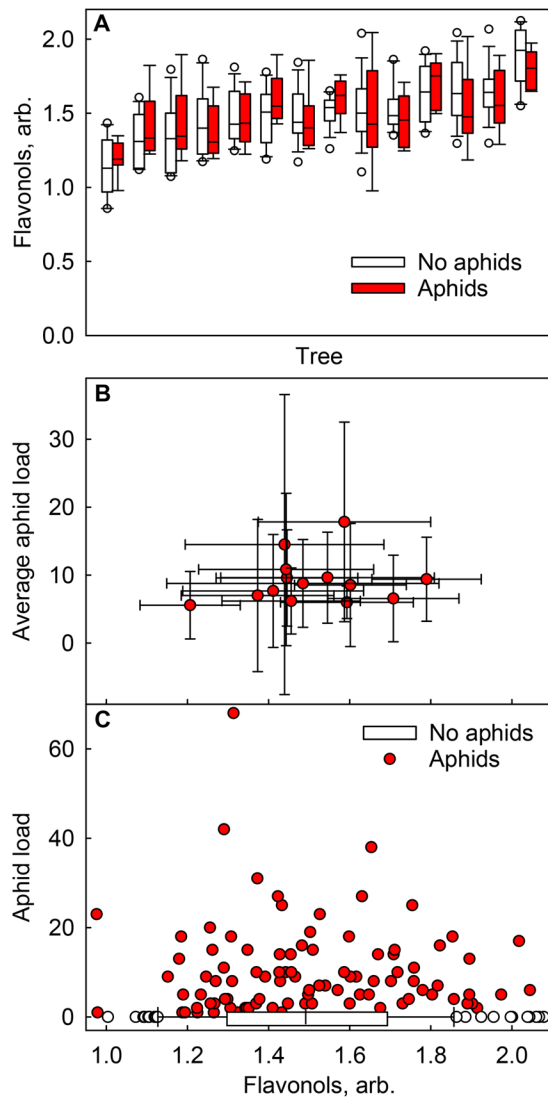 A
2.0
1.5
1.0
0.5
0.0
Flavonols, arb.
No aphids
Aphids
Tree
B
30
20
10
0
Average aphid load
C
No aphids
Aphids
60
40
20
0
Aphid load
1.0 1.2 1.4 1.6 1.8 2.0
Flavonols, arb.